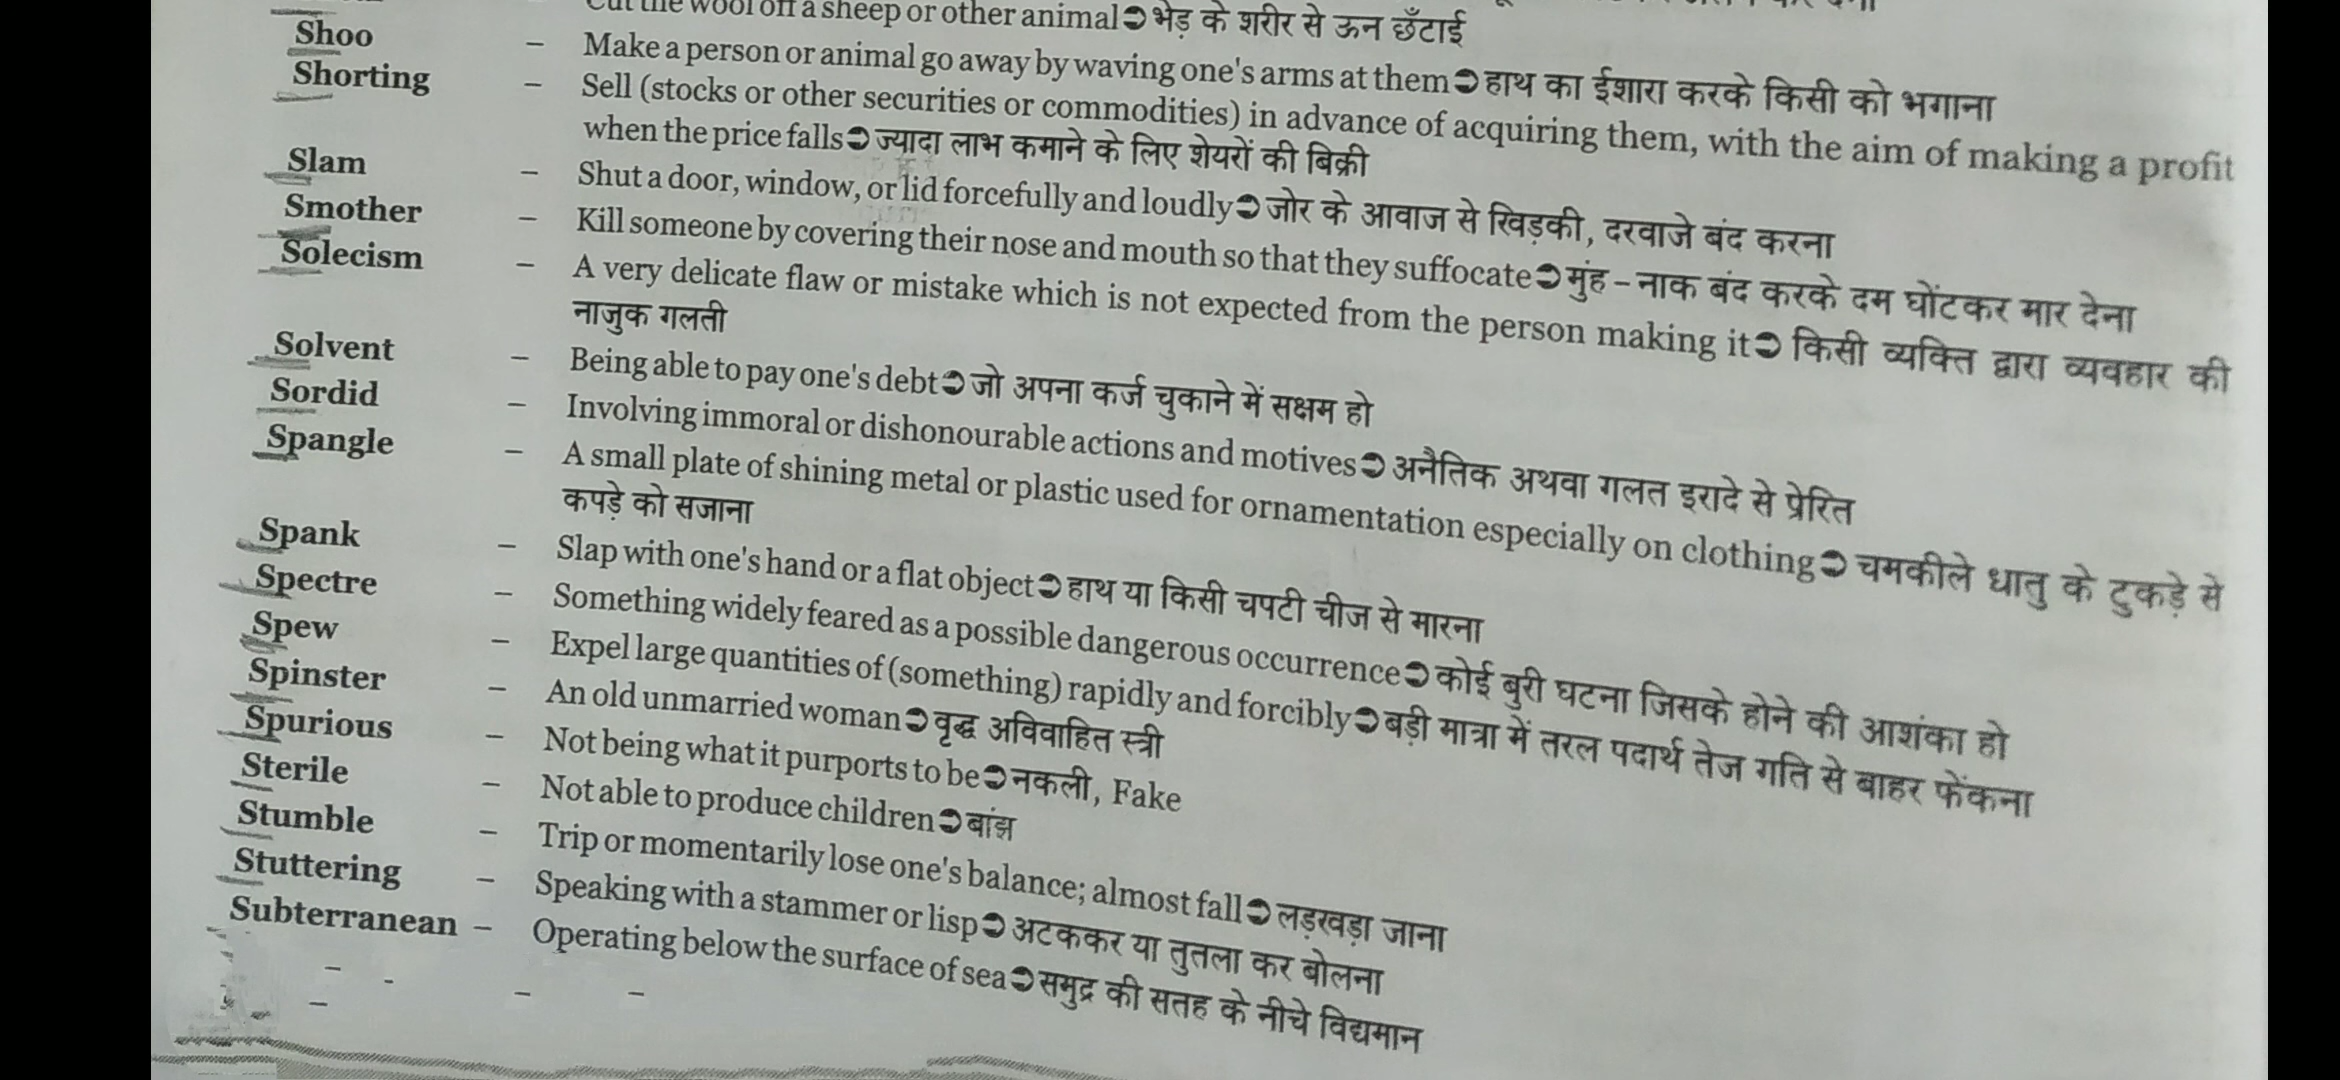 Cut the wool off a sheep or other animal➲भेड़ के शरीर से ऊन छँटाई
Shoo – Make a person or animal go away by waving one's arms at them➲हाथ का ईशारा करके किसी को भगाना
Shorting – Sell (stocks or other securities or commodities) in advance of acquiring them, with the aim of making a profit
when the price falls➲ज्यादा लाभ कमाने के लिए शेयरों की बिक्री
Slam – Shut a door, window, or lid forcefully and loudly➲जोर के आवाज से खिड़की, दरवाजे बंद करना
Smother – Kill someone by covering their nose and mouth so that they suffocate➲मुंह – नाक बंद करके दम घोंटकर मार देना
Solecism – A very delicate flaw or mistake which is not expected from the person making it➲ किसी व्यक्ति द्वारा व्यवहार की
नाजुक गलती
Solvent – Being able to pay one's debt➲जो अपना कर्ज चुकाने में सक्षम हो
Sordid – Involving immoral or dishonourable actions and motives➲अनैतिक अथवा गलत इरादे से प्रेरित
Spangle – A small plate of shining metal or plastic used for ornamentation especially on clothing➲ चमकीले धातु के टुकड़े से
कपड़े को सजाना
Spank – Slap with one's hand or a flat object➲हाथ या किसी चपटी चीज से मारना
Spectre – Something widely feared as a possible dangerous occurrence➲कोई बुरी घटना जिसके होने की आशंका हो
Spew – Expel large quantities of (something) rapidly and forcibly➲बड़ी मात्रा में तरल पदार्थ तेज गति से बाहर फेंकना
Spinster – An old unmarried woman➲वृद्ध अविवाहित स्त्री
Spurious – Not being what it purports to be➲नकली, Fake
Sterile – Not able to produce children➲बांझ
Stumble – Trip or momentarily lose one's balance; almost fall➲लड़खड़ा जाना
Stuttering – Speaking with a stammer or lisp➲अटककर या तुतला कर बोलना
Subterranean – Operating below the surface of sea➲समुद्र की सतह के नीचे विद्यमान